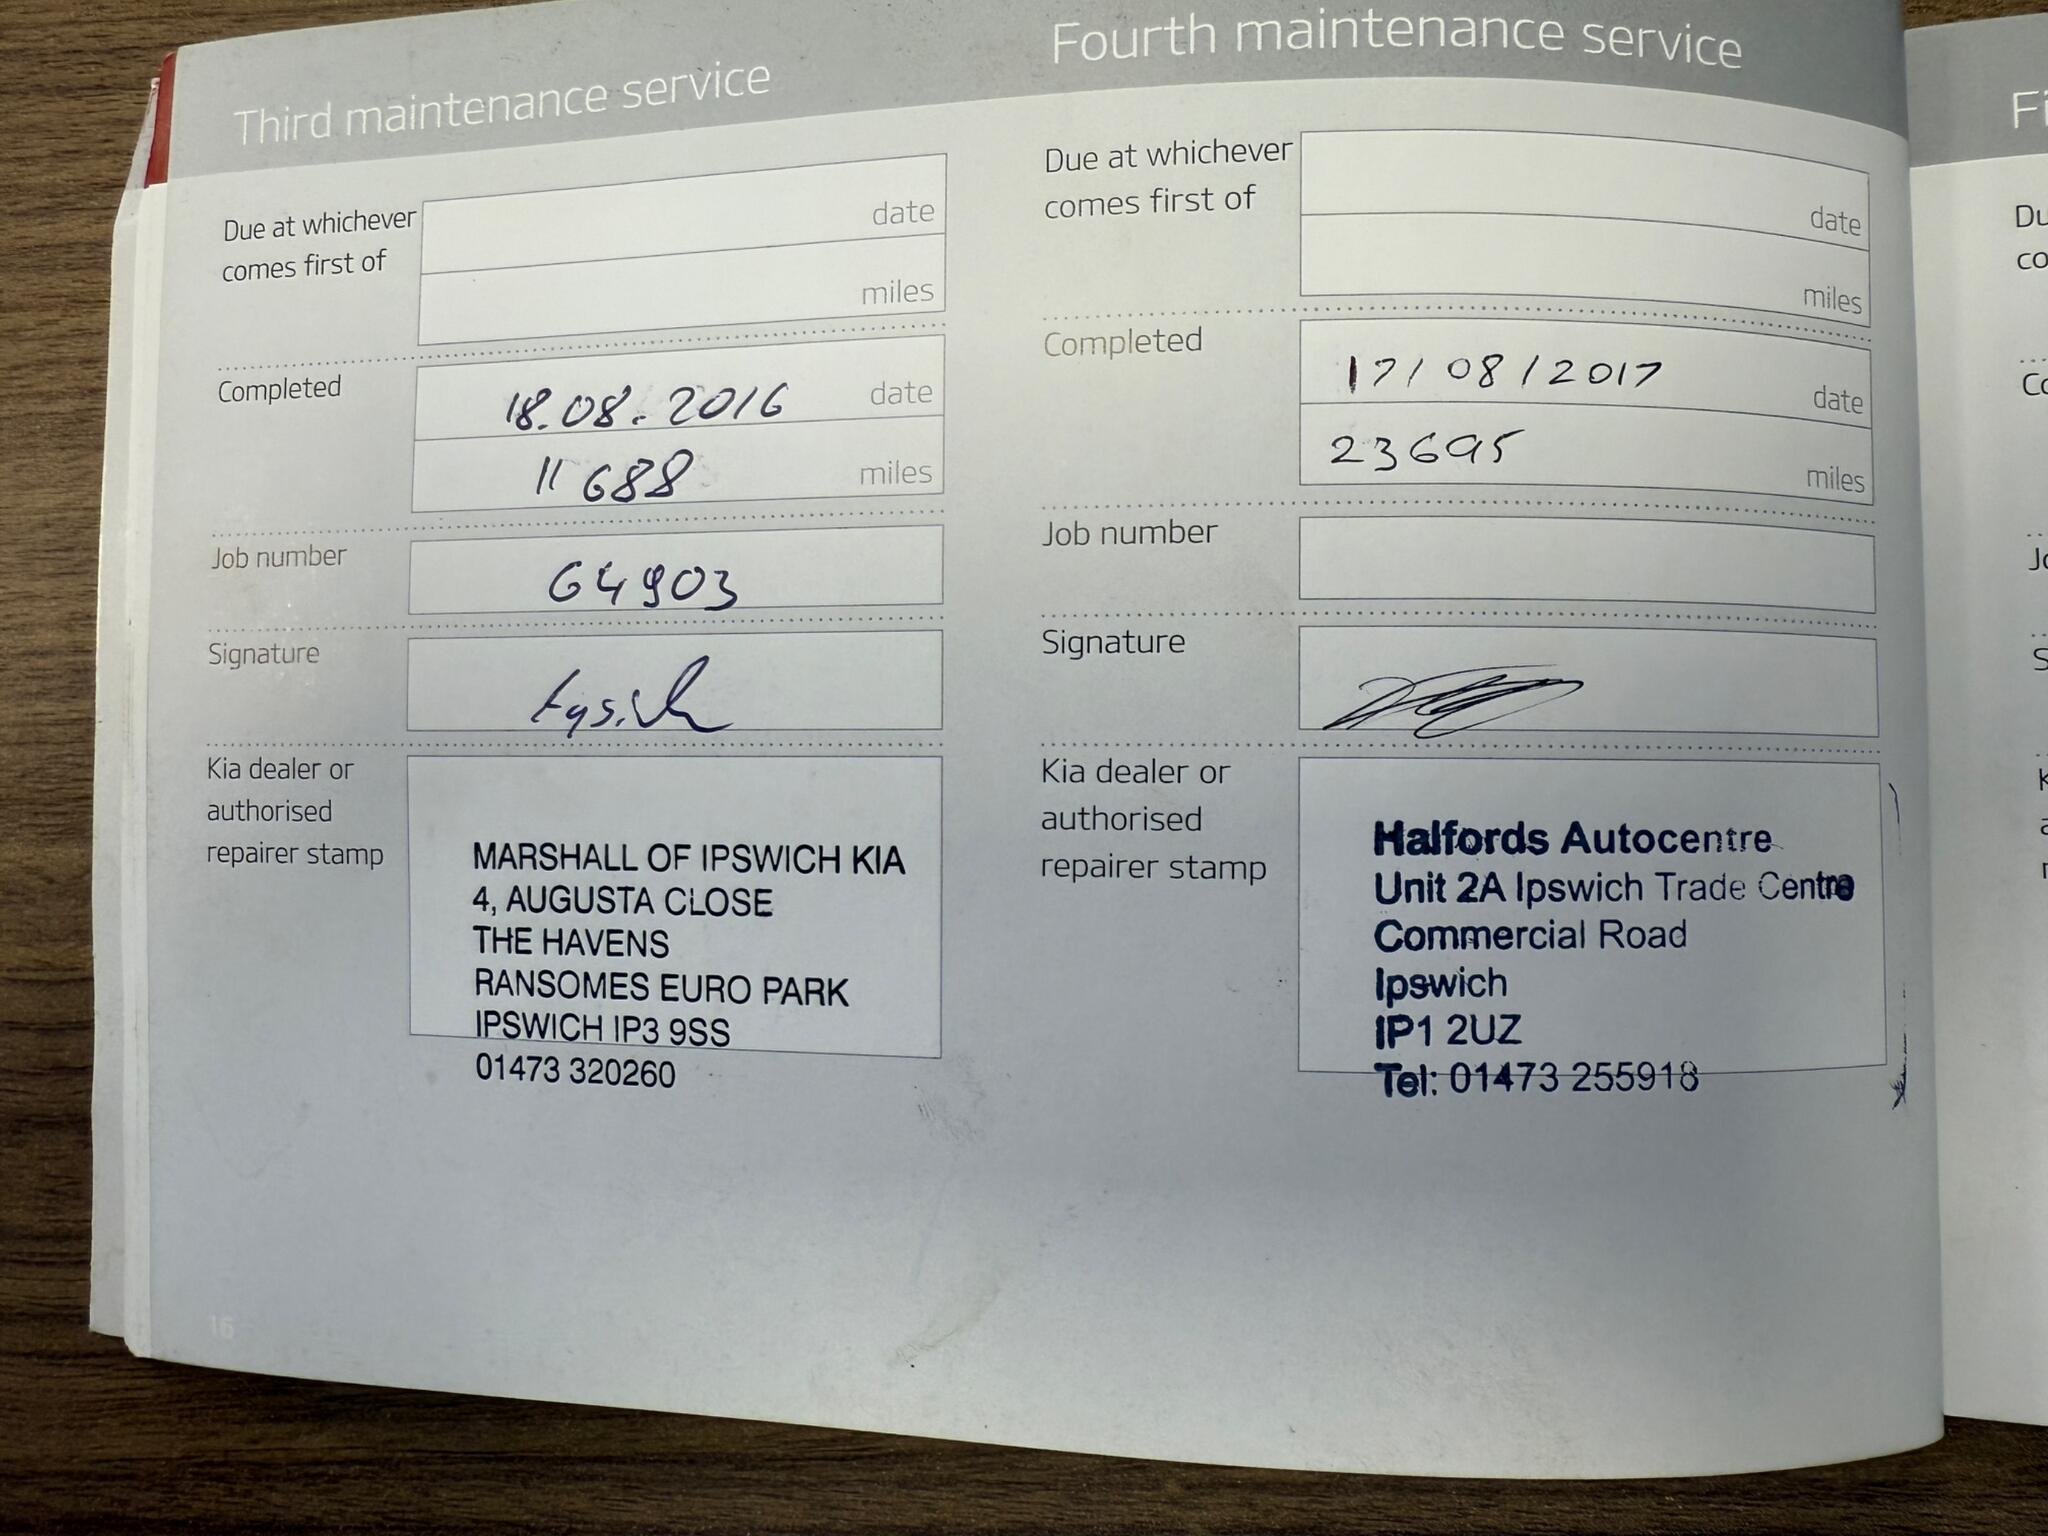 Third maintenance service
Due at whichever
comes first of
date
miles
Completed
18.08.2016 date
11688 miles
Job number
64903
Signature
Kia dealer or
authorised
repairer stamp
MARSHALL OF IPSWICH KIA
4, AUGUSTA CLOSE
THE HAVENS
RANSOMES EURO PARK
IPSWICH IP3 9SS
01473 320260
16
Fourth maintenance service
Due at whichever
comes first of
date
miles
Completed
17/08/2017 date
23695 miles
Job number
Signature
Kia dealer or
authorised
repairer stamp
Halfords Autocentre
Unit 2A Ipswich Trade Centre
Commercial Road
Ipswich
IP1 2UZ
Tel: 01473 255918